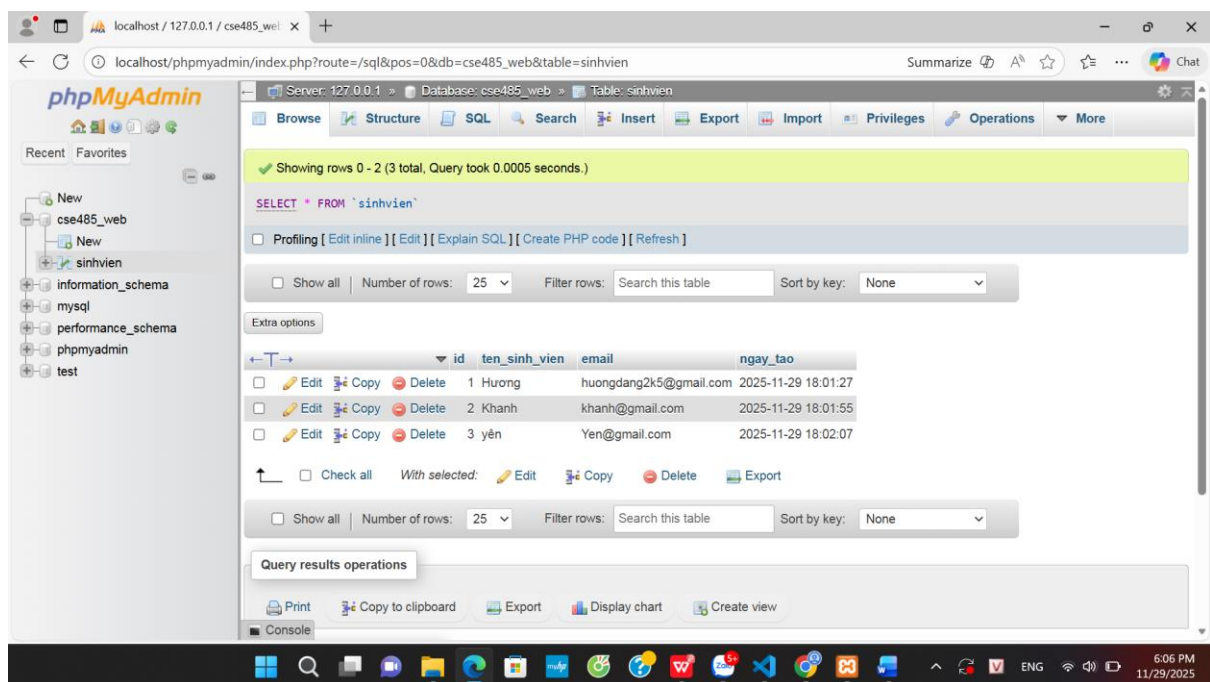 localhost / 127.0.0.1 / cse485_we
localhost/phpmyadmin/index.php?route=/sql&pos=0&db=cse485_web&table=sinhvien
Summarize
Chat
phpMyAdmin
Recent Favorites
New
cse485_web
New
sinhvien
information_schema
mysql
performance_schema
phpmyadmin
test
Server: 127.0.0.1 » Database: cse485_web » Table: sinhvien
Browse Structure SQL Search Insert Export Import Privileges Operations More
Showing rows 0 - 2 (3 total, Query took 0.0005 seconds.)
SELECT * FROM `sinhvien`
Profiling [ Edit inline ] [ Edit ] [ Explain SQL ] [ Create PHP code ] [ Refresh ]
Show all | Number of rows: 25 Filter rows: Search this table Sort by key: None
Extra options
id ten_sinh_vien email ngay_tao
Edit Copy Delete 1 Hương huongdang2k5@gmail.com 2025-11-29 18:01:27
Edit Copy Delete 2 Khanh khanh@gmail.com 2025-11-29 18:01:55
Edit Copy Delete 3 yên Yen@gmail.com 2025-11-29 18:02:07
Check all With selected: Edit Copy Delete Export
Show all | Number of rows: 25 Filter rows: Search this table Sort by key: None
Query results operations
Print Copy to clipboard Export Display chart Create view
Console
Zalo 5+
ENG
6:06 PM
11/29/2025